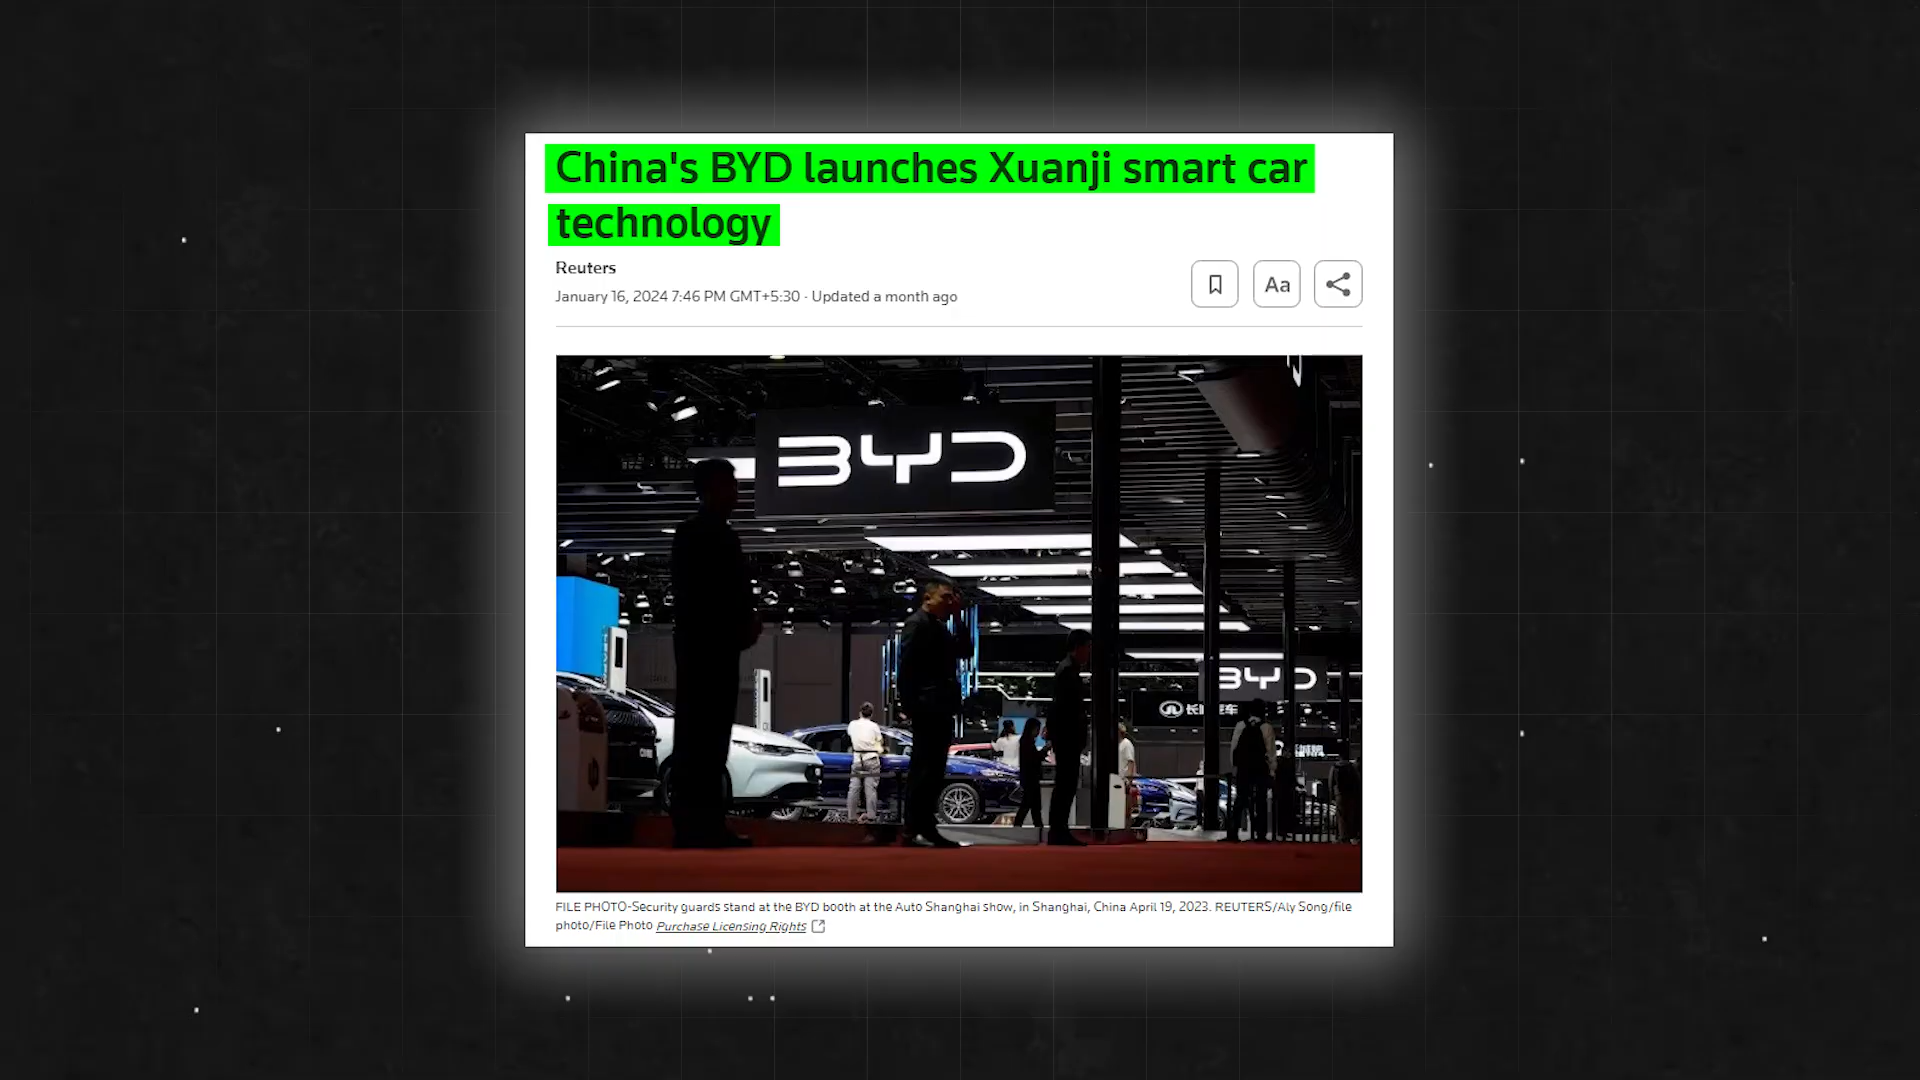 China's BYD launches Xuanji smart car
technology
Reuters
January 16, 2024 7:46 PM GMT+5:30 · Updated a month ago
Aa
BYD
BYD
FILE PHOTO-Security guards stand at the BYD booth at the Auto Shanghai show, in Shanghai, China April 19, 2023. REUTERS/Aly Song/file
photo/File Photo Purchase Licensing Rights